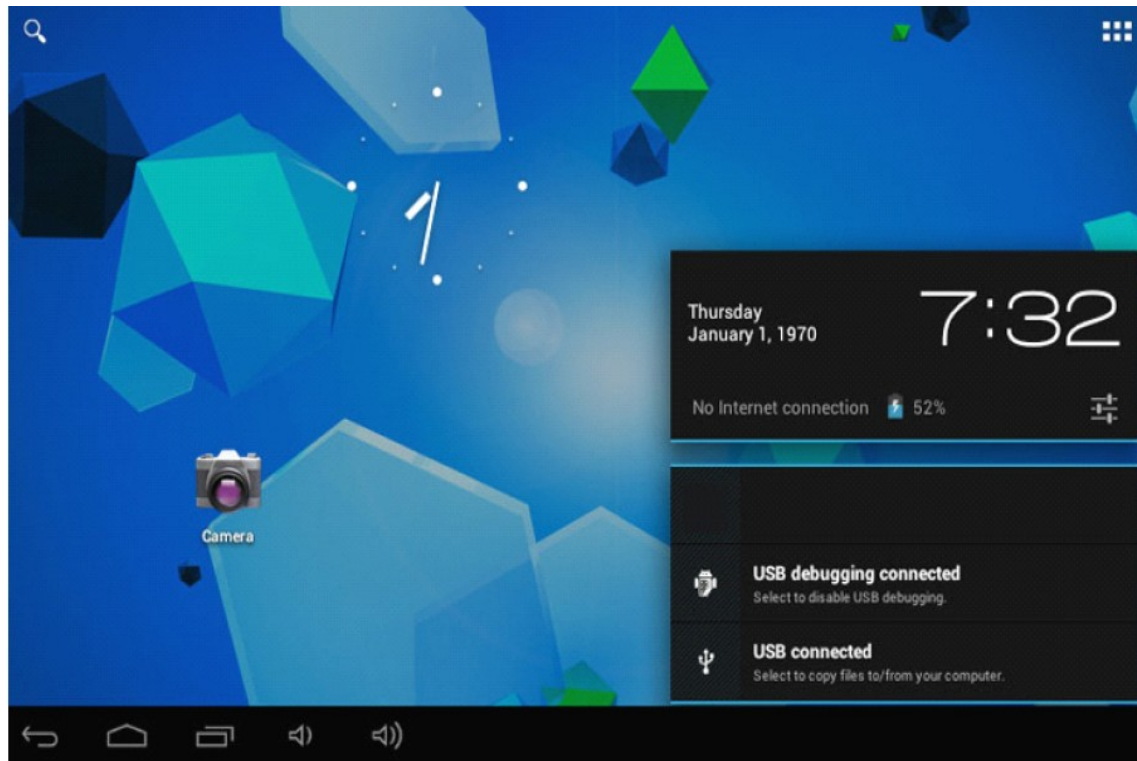 Thursday
January 1, 1970
7:32
No Internet connection 52%
Camera
USB debugging connected
Select to disable USB debugging.
USB connected
Select to copy files to/from your computer.